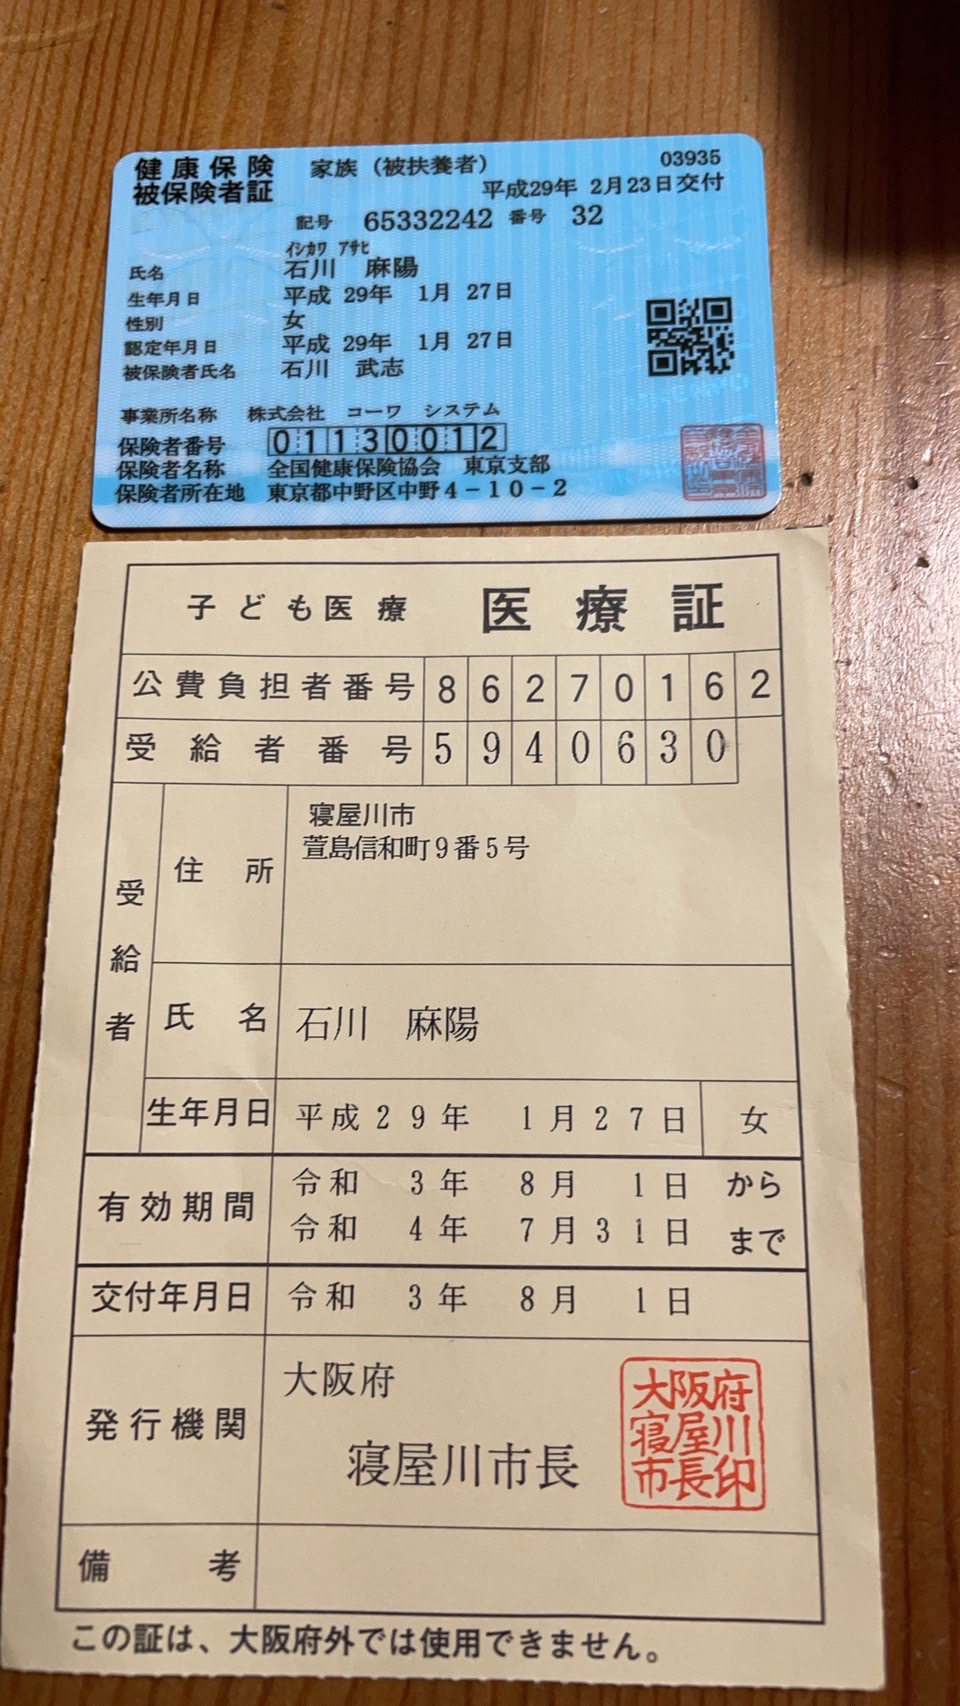 健康保険 家族(被扶養者) 03935
被保険者証 平成29年 2月23日交付
記号 65332242 番号 32
イシカワ アサヒ
氏名 石川 麻陽
生年月日 平成 29年 1月 27日
性別 女
認定年月日 平成 29年 1月 27日
被保険者氏名 石川 武志
事業所名称 株式会社 コーワ システム
保険者番号 01130012
保険者名称 全国健康保険協会 東京支部
保険者所在地 東京都中野区中野4-10-2
子ども医療 医療証
公費負担者番号 86270162
受給者番号 5940630
受給者
住所 寝屋川市
萱島信和町9番5号
氏名 石川 麻陽
生年月日 平成29年 1月27日 女
有効期間 令和 3年 8月 1日 から
令和 4年 7月31日 まで
交付年月日 令和 3年 8月 1日
発行機関 大阪府
寝屋川市長
大阪府
寝屋川
市長印
備考
この証は、大阪府外では使用できません。